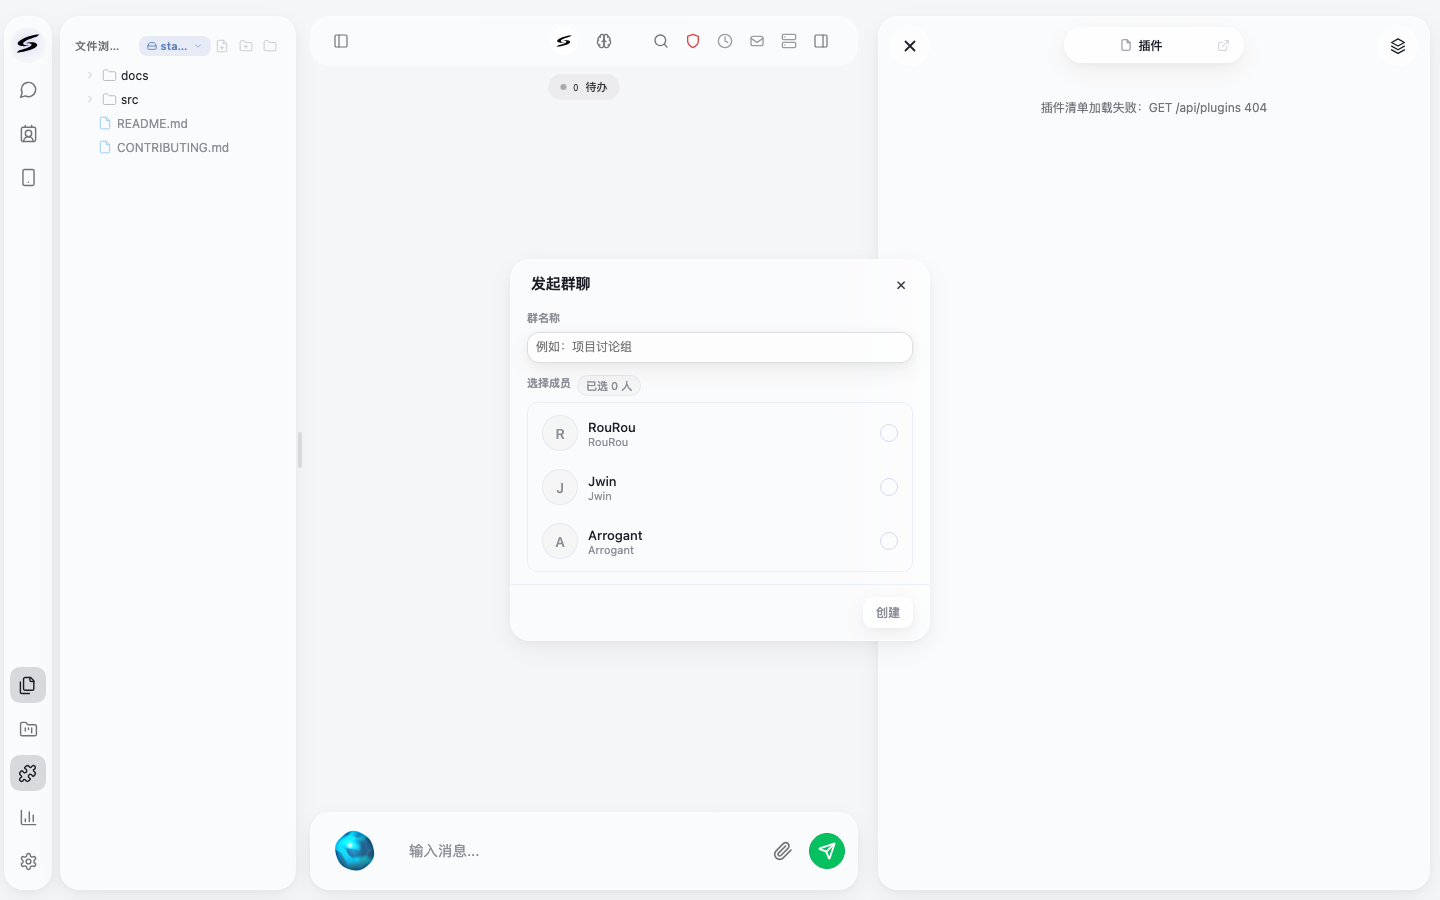 文件浏...
sta...
docs
src
README.md
CONTRIBUTING.md
0 待办
插件
插件清单加载失败：GET /api/plugins 404
发起群聊
群名称
例如：项目讨论组
选择成员 已选 0 人
R
RouRou
RouRou
J
Jwin
Jwin
A
Arrogant
Arrogant
创建
输入消息...